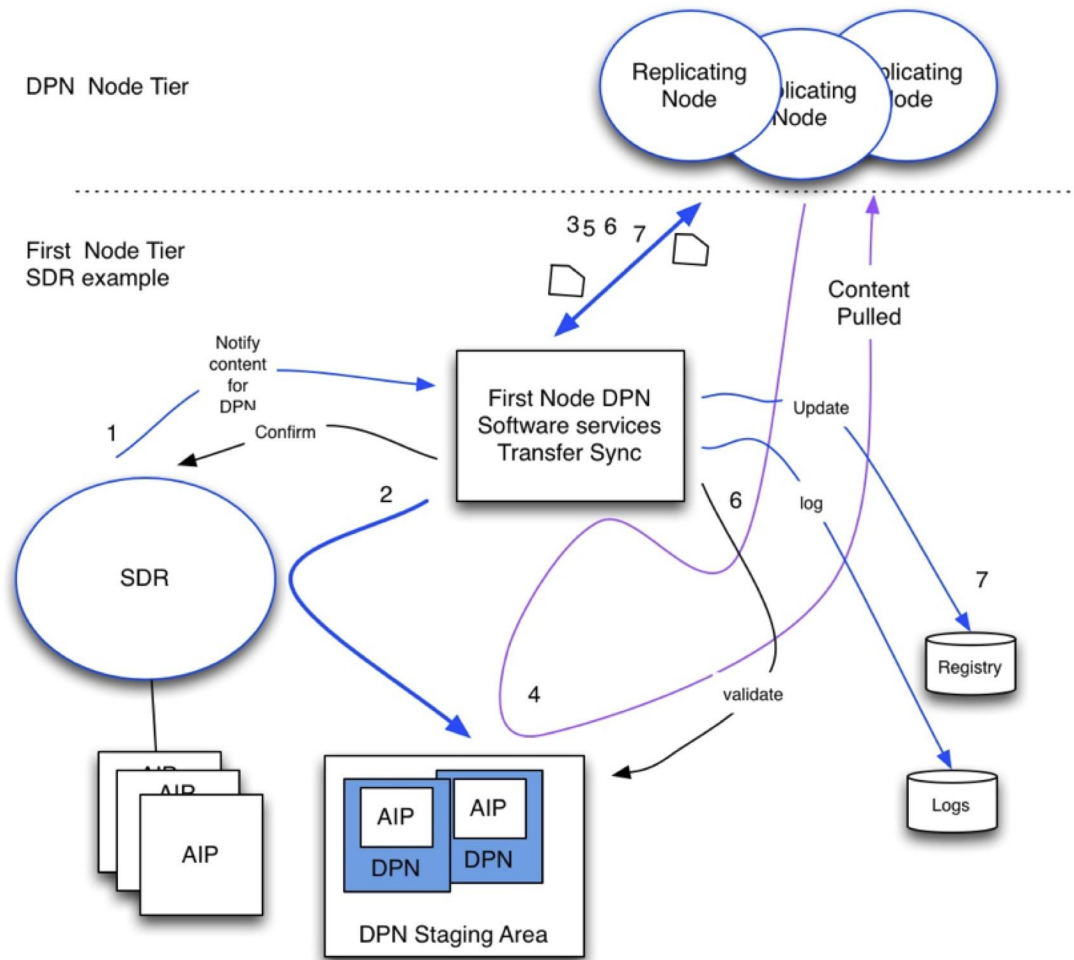 DPN Node Tier
Replicating
Node
plicating
Node
plicating
ode
First Node Tier
SDR example
3 5 6 7
Content
Pulled
Notify
content
for
DPN
1
Confirm
First Node DPN
Software services
Transfer Sync
Update
2
6
log
SDR
7
Registry
4
validate
AIP
AIP
AIP
AIP
DPN
AIP
DPN
Logs
DPN Staging Area